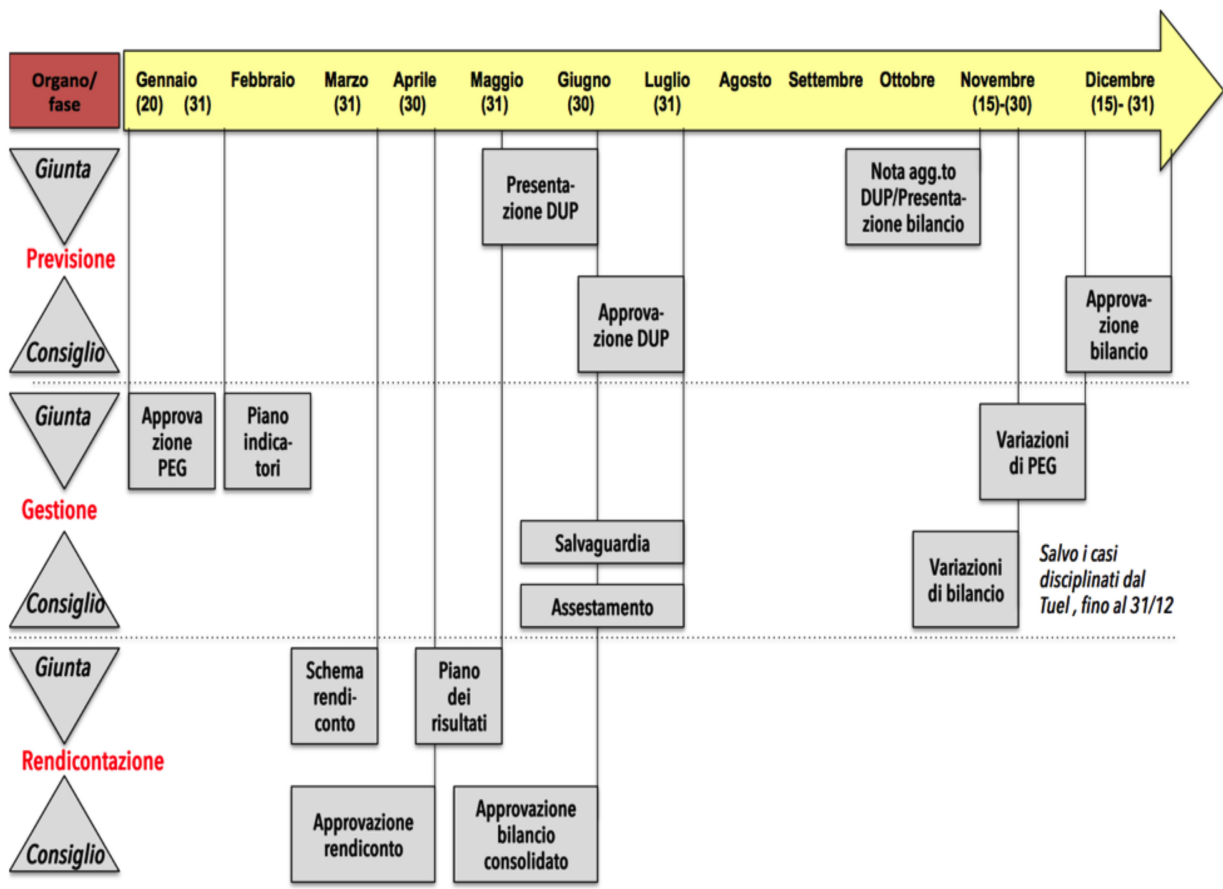 Organo/
fase
Gennaio
(20) (31)
Febbraio
Marzo
(31)
Aprile
(30)
Maggio
(31)
Giugno
(30)
Luglio
(31)
Agosto
Settembre
Ottobre
Novembre
(15)-(30)
Dicembre
(15)- (31)
Giunta
Previsione
Consiglio
Presenta-
zione DUP
Nota agg.to
DUP/Presenta-
zione bilancio
Approva-
zione DUP
Approva-
zione
bilancio
Giunta
Gestione
Consiglio
Approva
zione
PEG
Piano
indica-
tori
Variazioni
di PEG
Salvaguardia
Assestamento
Variazioni
di bilancio
Salvo i casi
disciplinati dal
Tuel , fino al 31/12
Giunta
Rendicontazione
Consiglio
Schema
rendi-
conto
Piano
dei
risultati
Approvazione
rendiconto
Approvazione
bilancio
consolidato